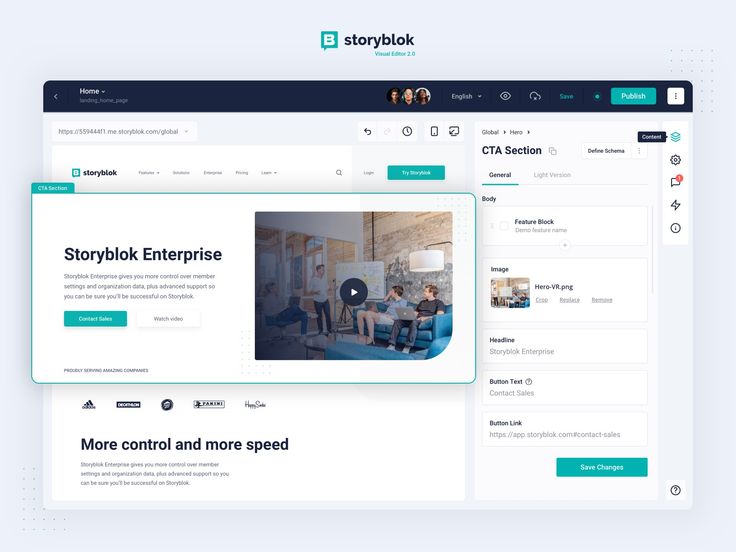 storyblok
Visual Editor 2.0
Home
landing_home_page
English
Save
Publish
https://559444f1.me.storyblok.com/global
Global > Hero >
Content
CTA Section
Define Schema
General
Light Version
storyblok
Features
Solutions
Enterprise
Pricing
Learn
Login
Try Storyblok
CTA Section
Storyblok Enterprise
Storyblok Enterprise gives you more control over member
settings and organization data, plus advanced support so
you can be sure you'll be successful on Storyblok.
Contact Sales
Watch video
PROUDLY SERVING AMAZING COMPANIES
adidas
DECATHLON
PANINI
Happy Socks
More control and more speed
Storyblok Enterprise gives you more control over member
settings and organization data, plus advanced support so you
can be sure you'll be successful on Storyblok.
Body
Feature Block
Demo feature name
Image
Hero-VR.png
Crop
Replace
Remove
Headline
Storyblok Enterprise
Button Text
Contact Sales
Button Link
https://app.storyblok.com#contact-sales
Save Changes